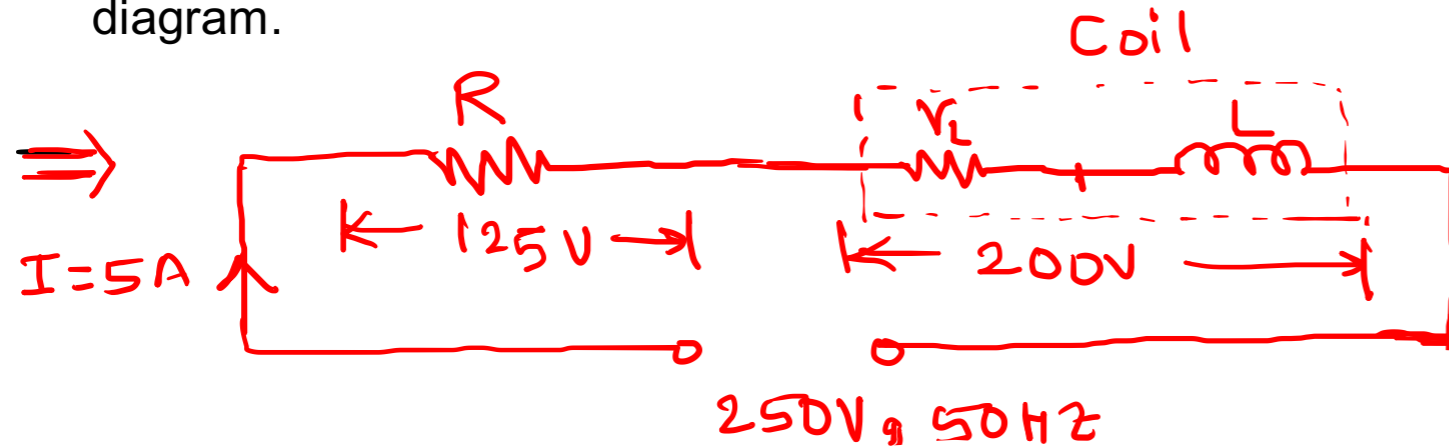 diagram.
Coil
R
r_L
L
125V
200V
I=5A
250V, 50HZ